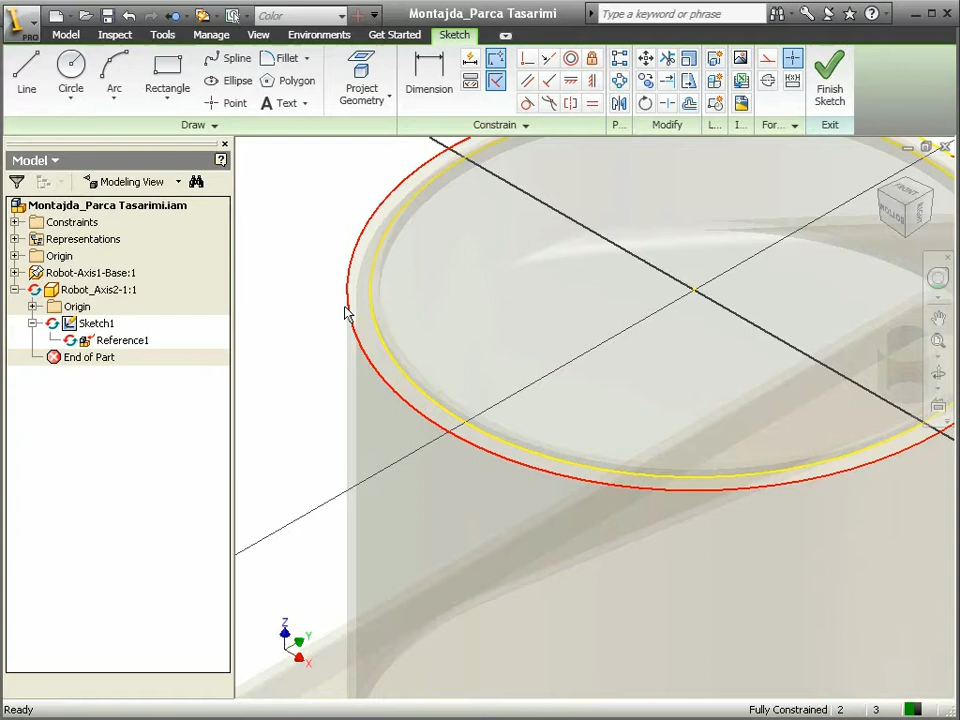 PRO
Color
Montajda_Parca Tasarimi
Type a keyword or phrase
Model
Inspect
Tools
Manage
View
Environments
Get Started
Sketch
Line
Circle
Arc
Rectangle
Spline
Ellipse
Point
Fillet
Polygon
Text
Project
Geometry
Dimension
Finish
Sketch
Draw
Constrain
P...
Modify
L...
I...
For...
Exit
Model
Modeling View
Montajda_Parca Tasarimi.iam
Constraints
Representations
Origin
Robot-Axis1-Base:1
Robot_Axis2-1:1
Origin
Sketch1
Reference1
End of Part
FRONT
BOTTOM
RIGHT
Z
Y
X
Ready
Fully Constrained
2
3